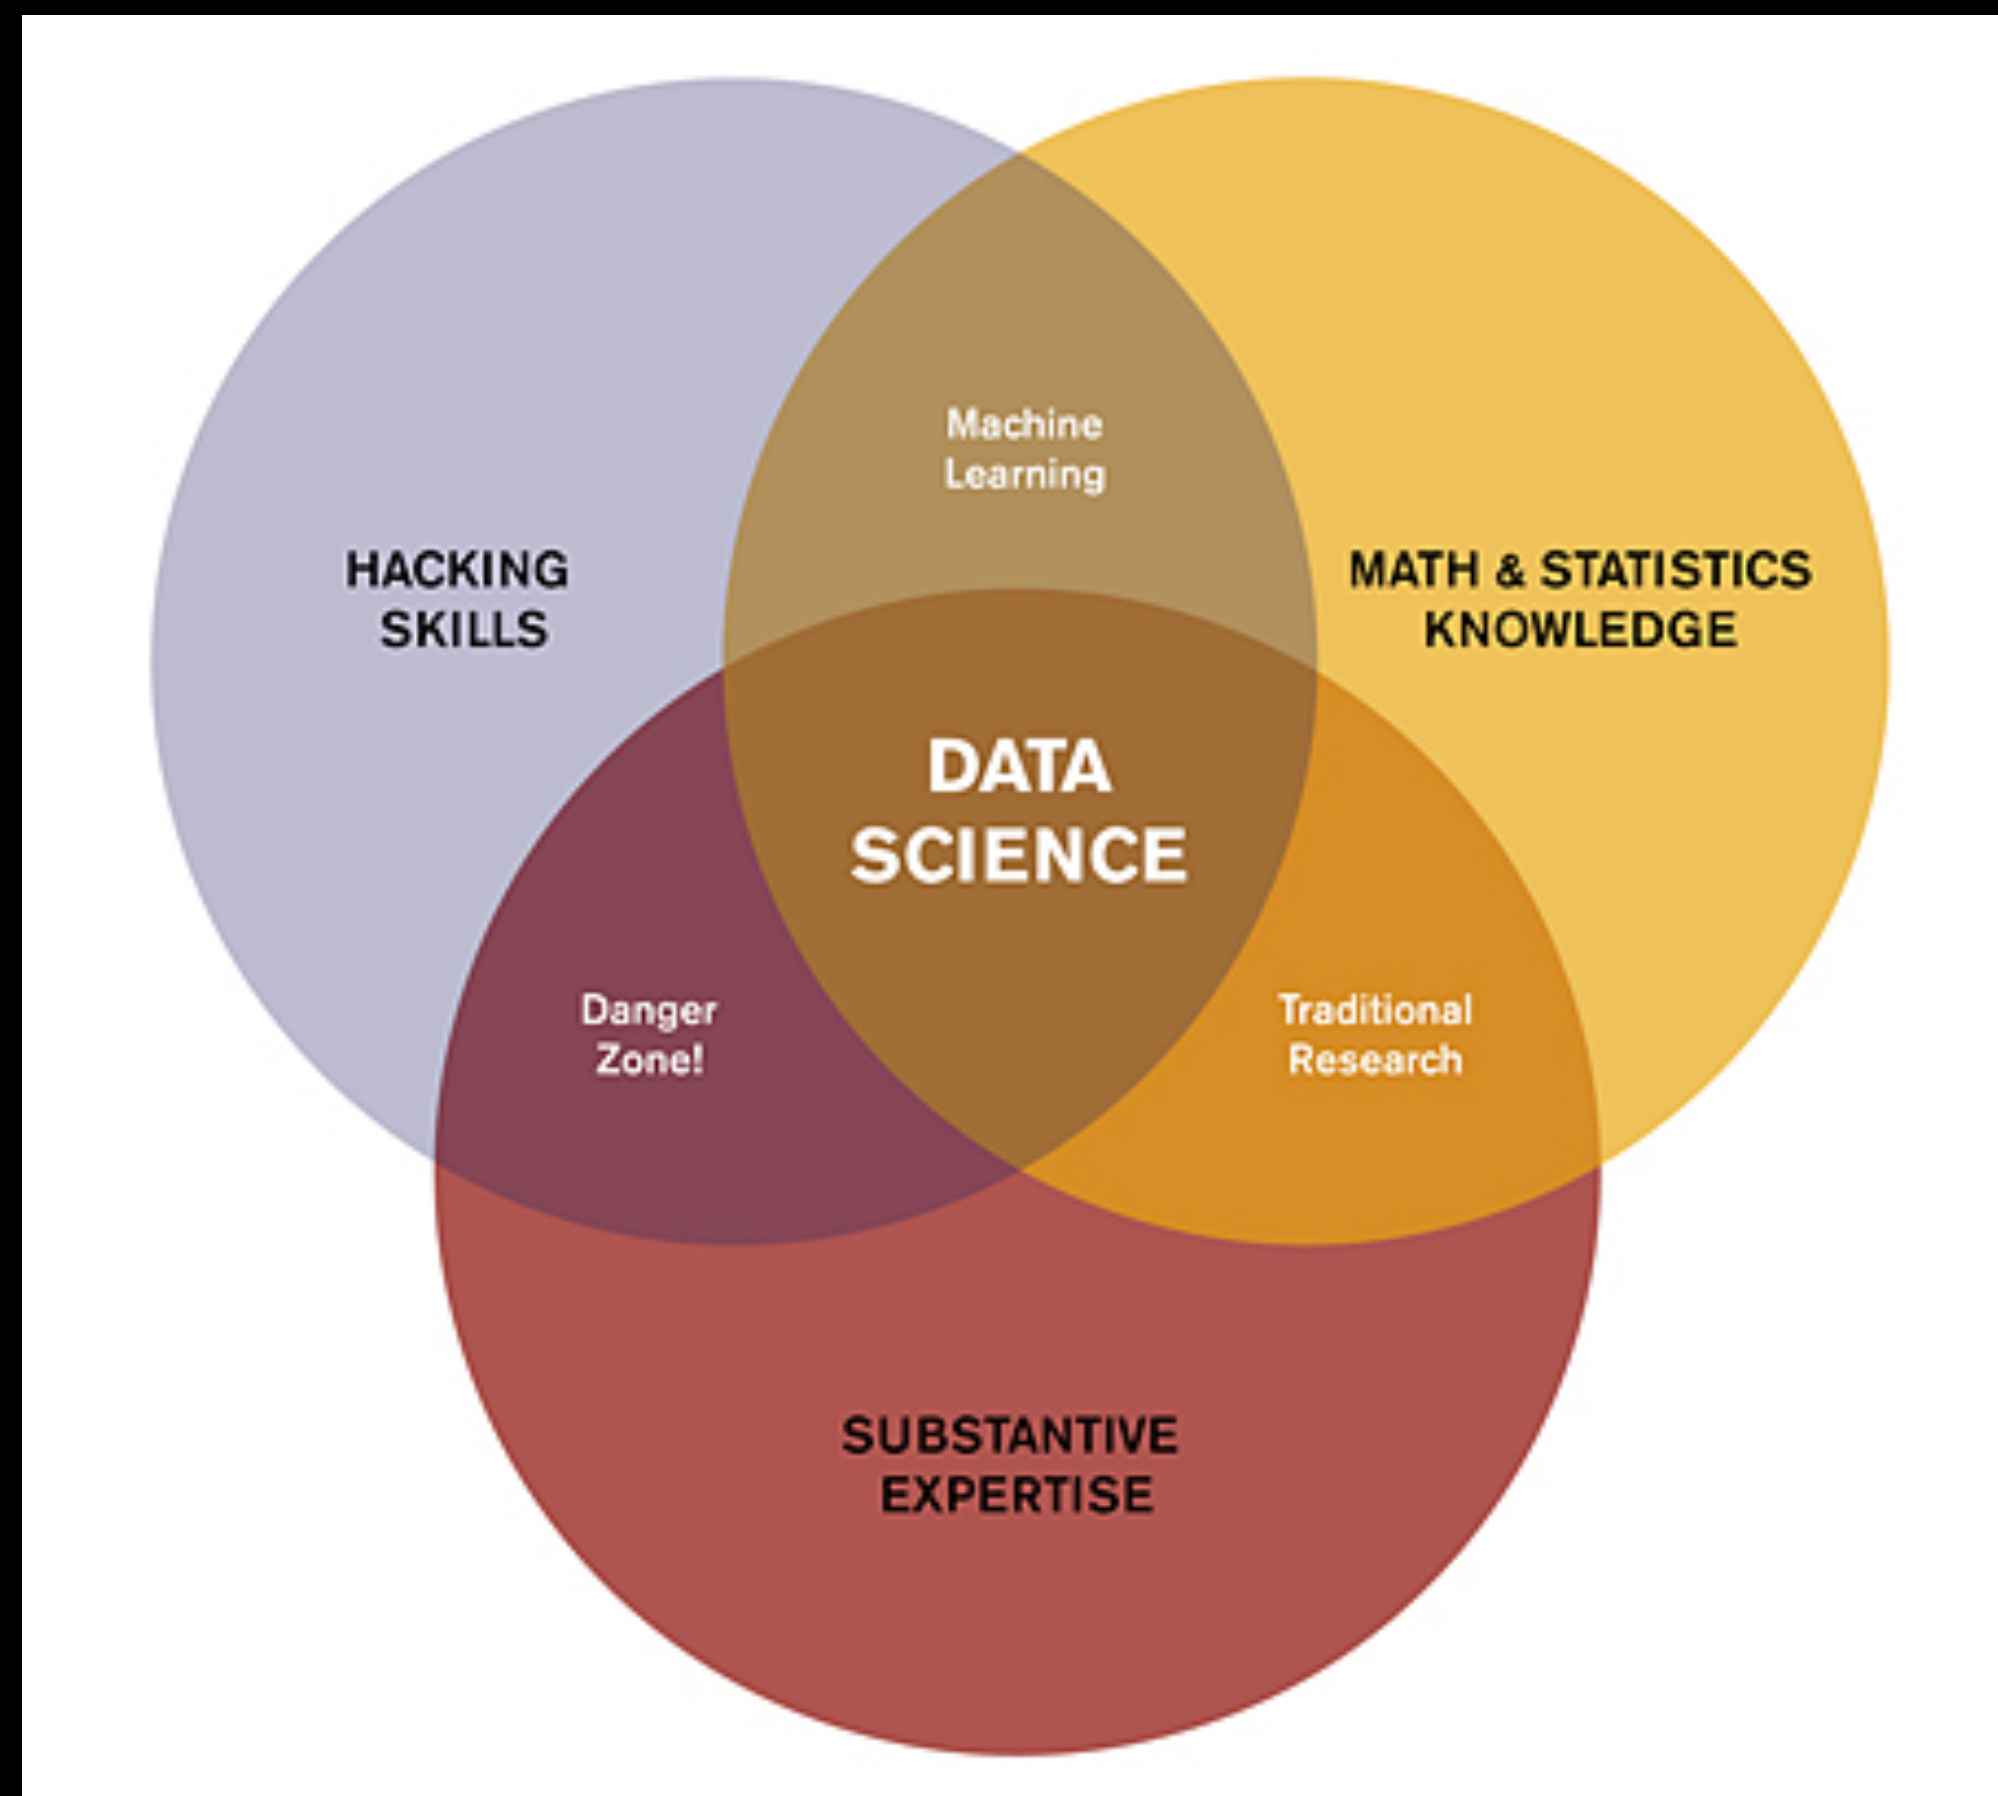 Machine
Learning
HACKING
SKILLS
MATH & STATISTICS
KNOWLEDGE
DATA
SCIENCE
Danger
Zone!
Traditional
Research
SUBSTANTIVE
EXPERTISE